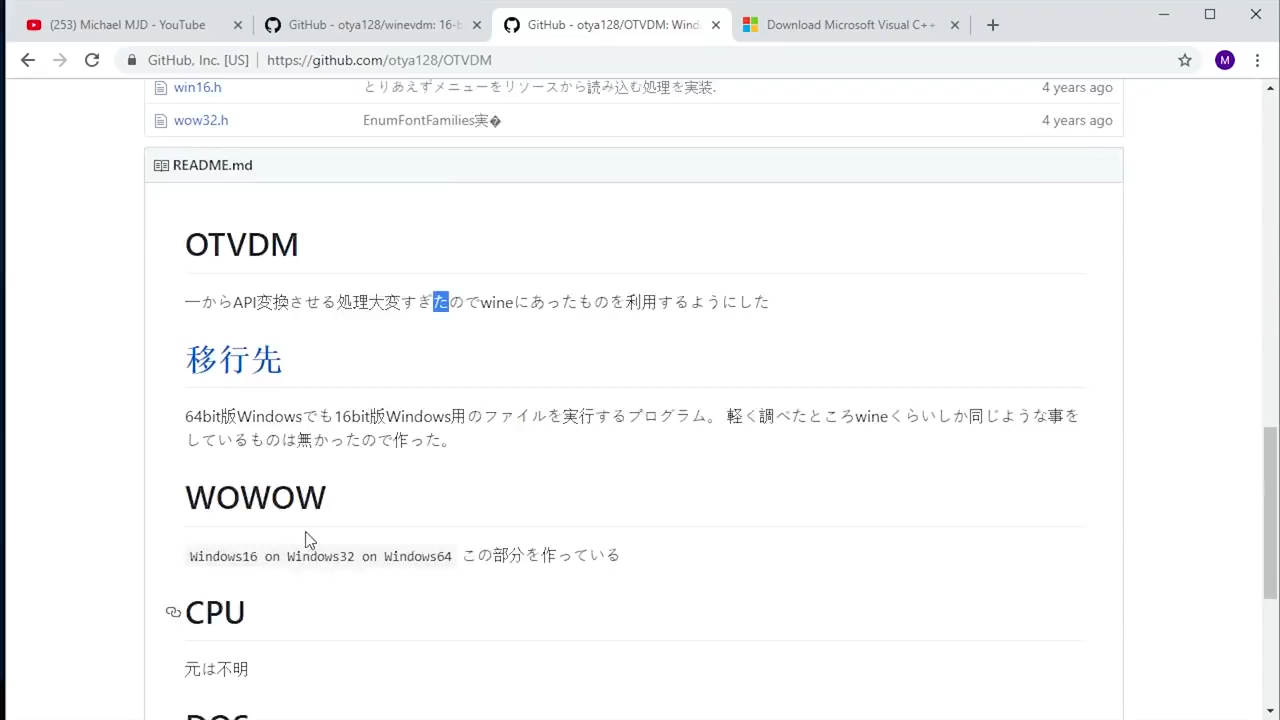 (253) Michael MJD - YouTube
GitHub - otya128/winevdm: 16-b
GitHub - otya128/OTVDM: Wind
Download Microsoft Visual C++
GitHub, Inc. [US]
https://github.com/otya128/OTVDM
M
win16.h とりあえずメニューをリソースから読み込む処理を実装. 4 years ago
wow32.h EnumFontFamilies実� 4 years ago
README.md
OTVDM
一からAPI変換させる処理大変すぎたのでwineにあったものを利用するようにした
移行先
64bit版Windowsでも16bit版Windows用のファイルを実行するプログラム。 軽く調べたところwineくらいしか同じような事を
しているものは無かったので作った。
WOWOW
Windows16 on Windows32 on Windows64 この部分を作っている
CPU
元は不明
DOS